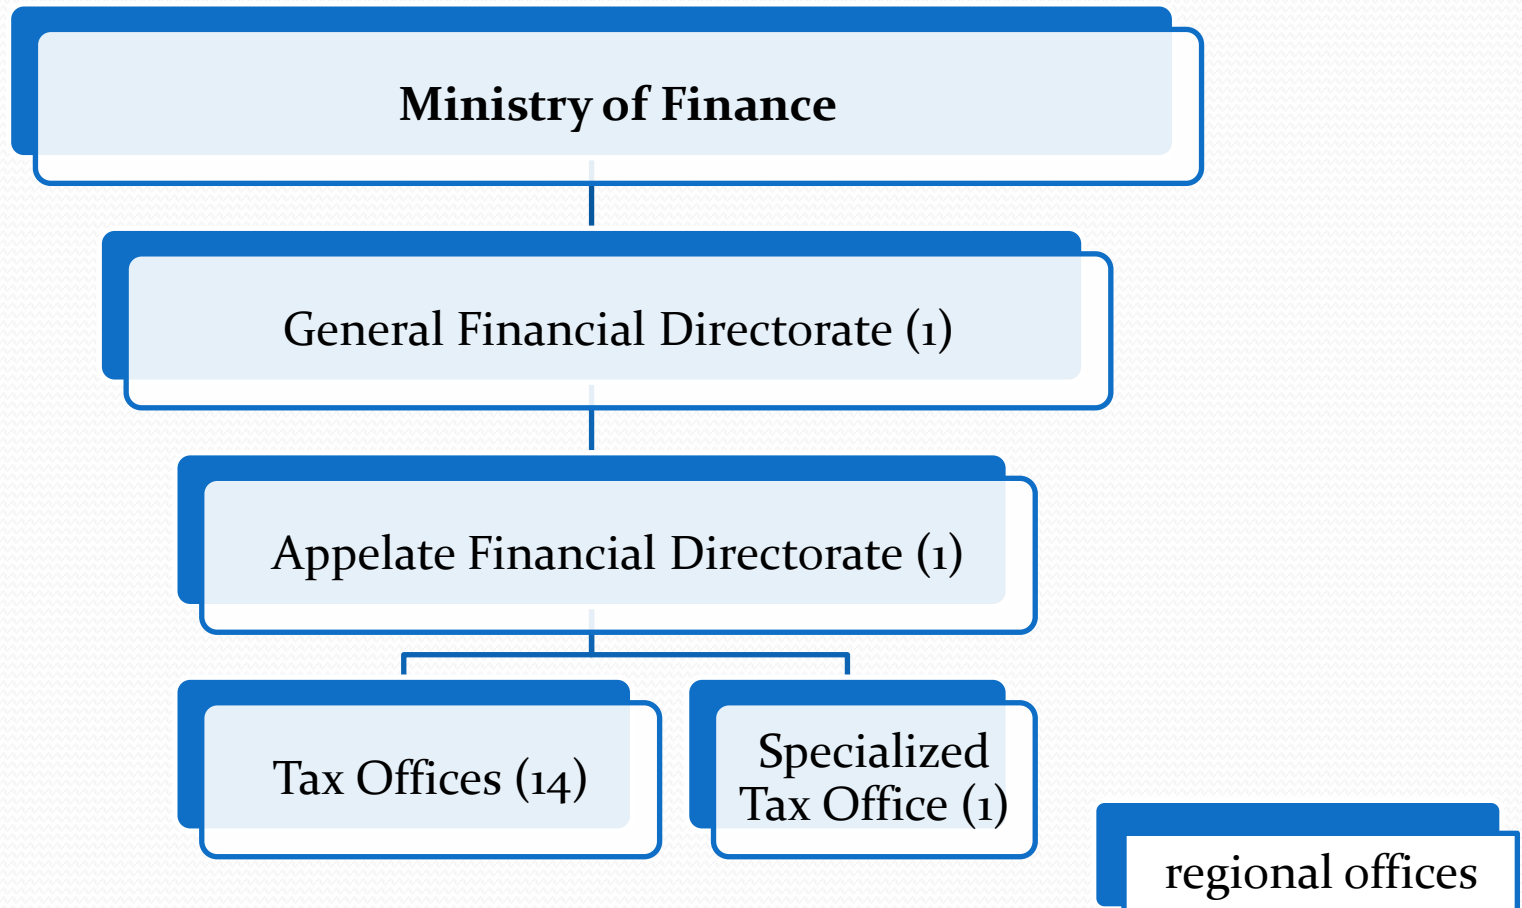 Ministry of Finance
General Financial Directorate (1)
Appelate Financial Directorate (1)
Tax Offices (14)
Specialized
Tax Office (1)
regional offices